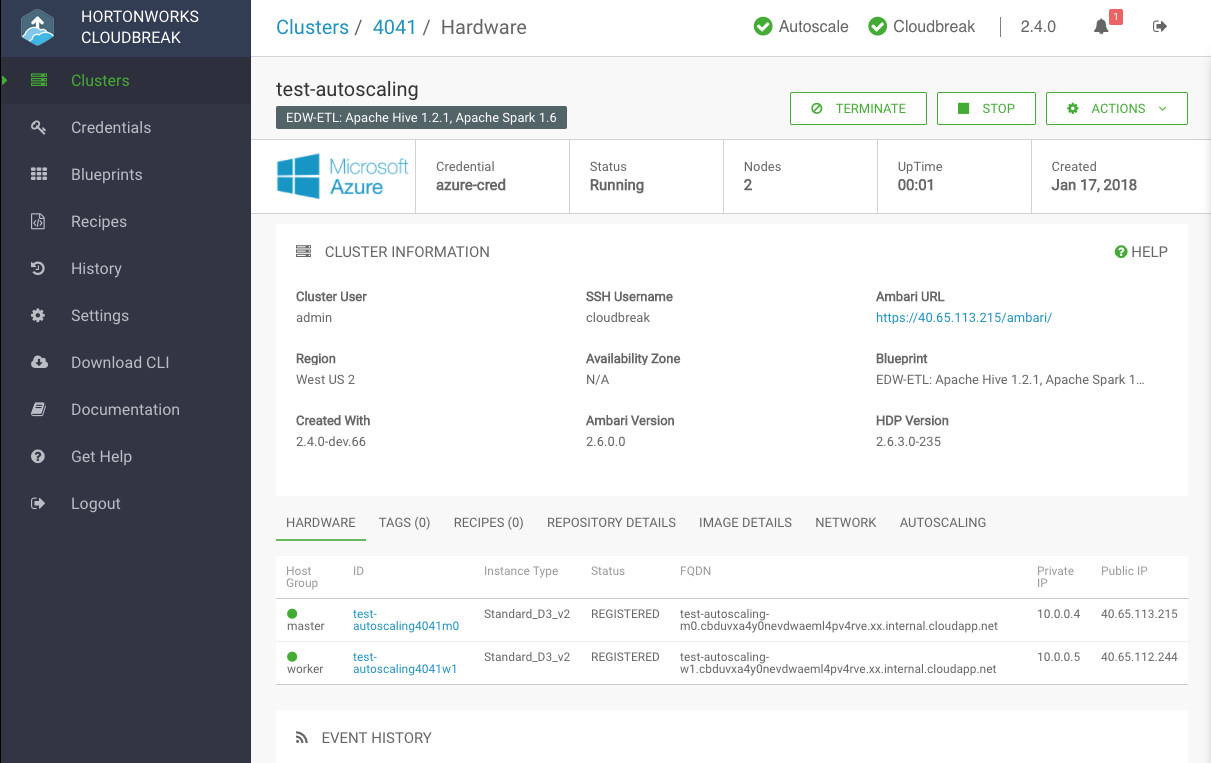 HORTONWORKS
CLOUDBREAK
Clusters / 4041 / Hardware
Autoscale
Cloudbreak
2.4.0
1
Clusters
Credentials
Blueprints
Recipes
History
Settings
Download CLI
Documentation
Get Help
Logout
test-autoscaling
EDW-ETL: Apache Hive 1.2.1, Apache Spark 1.6
TERMINATE
STOP
ACTIONS
Microsoft
Azure
Credential
azure-cred
Status
Running
Nodes
2
UpTime
00:01
Created
Jan 17, 2018
CLUSTER INFORMATION
HELP
Cluster User
admin
SSH Username
cloudbreak
Ambari URL
https://40.65.113.215/ambari/
Region
West US 2
Availability Zone
N/A
Blueprint
EDW-ETL: Apache Hive 1.2.1, Apache Spark 1...
Created With
2.4.0-dev.66
Ambari Version
2.6.0.0
HDP Version
2.6.3.0-235
HARDWARE TAGS (0) RECIPES (0) REPOSITORY DETAILS IMAGE DETAILS NETWORK AUTOSCALING
Host Group ID Instance Type Status FQDN Private IP Public IP
master test-autoscaling4041m0 Standard_D3_v2 REGISTERED test-autoscaling-m0.cbduvxa4y0nevdwaeml4pv4rve.xx.internal.cloudapp.net 10.0.0.4 40.65.113.215
worker test-autoscaling4041w1 Standard_D3_v2 REGISTERED test-autoscaling-w1.cbduvxa4y0nevdwaeml4pv4rve.xx.internal.cloudapp.net 10.0.0.5 40.65.112.244
EVENT HISTORY